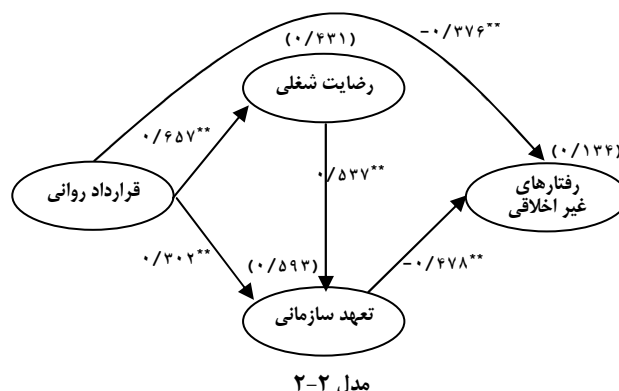 -۰/۳۷۶**
(۰/۴۳۱)
رضایت شغلی
۰/۶۵۷**
۰/۵۳۷**
(۰/۱۳۴)
قرارداد روانی
رفتارهای
غیر اخلاقی
۰/۳۰۲**
(۰/۵۹۳)
-۰/۴۷۸**
تعهد سازمانی
مدل ۲-۲